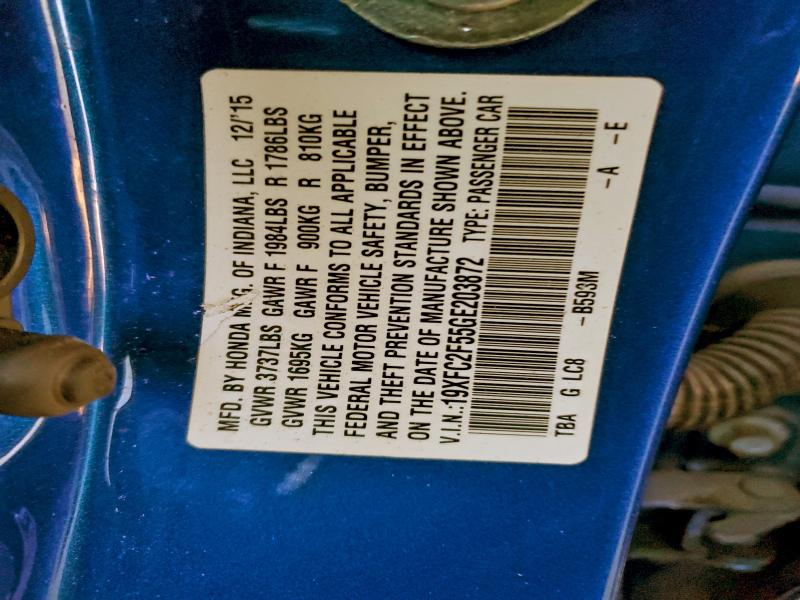 MFD. BY HONDA MFG. OF INDIANA, LLC 12/'15
GVWR 3737LBS GAWR F 1984LBS R 1786LBS
GVWR 1695KG GAWR F 900KG R 810KG
THIS VEHICLE CONFORMS TO ALL APPLICABLE
FEDERAL MOTOR VEHICLE SAFETY, BUMPER,
AND THEFT PREVENTION STANDARDS IN EFFECT
ON THE DATE OF MANUFACTURE SHOWN ABOVE.
V.I.N.:19XFC2F55GE203872 TYPE: PASSENGER CAR
TBA G LC8 -B593M -A -E